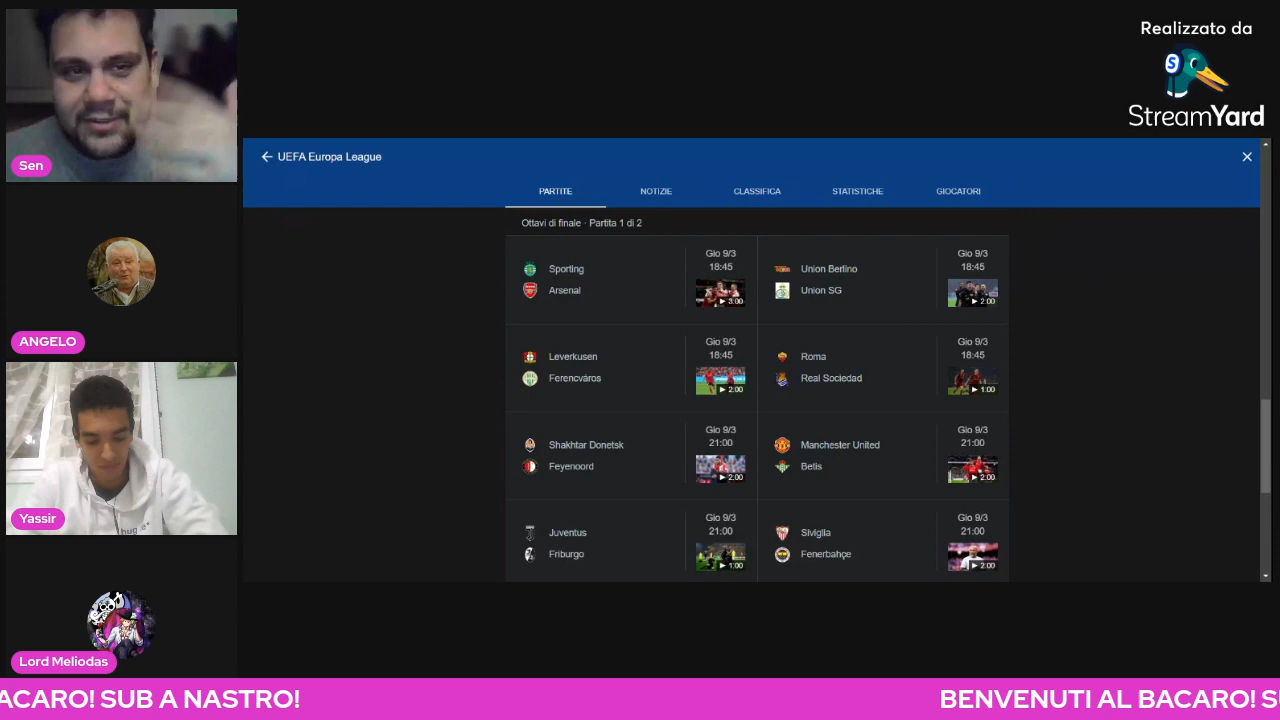 Realizzato da
StreamYard
Sen
ANGELO
Yassir
Lord Meliodas
UEFA Europa League
PARTITE NOTIZIE CLASSIFICA STATISTICHE GIOCATORI
Ottavi di finale · Partita 1 di 2
Sporting
Arsenal
Gio 9/3
18:45
3:00
Union Berlino
Union SG
Gio 9/3
18:45
2:00
Leverkusen
Ferencváros
Gio 9/3
18:45
2:00
Roma
Real Sociedad
Gio 9/3
18:45
1:00
Shakhtar Donetsk
Feyenoord
Gio 9/3
21:00
2:00
Manchester United
Betis
Gio 9/3
21:00
2:00
Juventus
Friburgo
Gio 9/3
21:00
1:00
Siviglia
Fenerbahçe
Gio 9/3
21:00
2:00
ACARO! SUB A NASTRO! BENVENUTI AL BACARO! SU